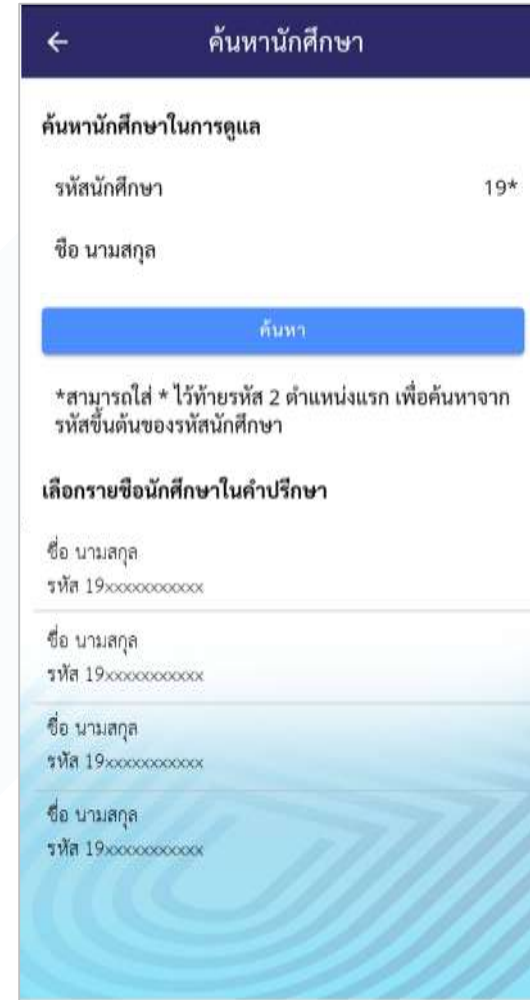 ค้นหานักศึกษา
ค้นหานักศึกษาในการดูแล
รหัสนักศึกษา 19*
ชื่อ นามสกุล
ค้นหา
*สามารถใส่ * ไว้ท้ายรหัส 2 ตำแหน่งแรก เพื่อค้นหาจาก
รหัสขึ้นต้นของรหัสนักศึกษา
เลือกรายชื่อนักศึกษาในคำปรึกษา
ชื่อ นามสกุล
รหัส 19xxxxxxxxxxx
ชื่อ นามสกุล
รหัส 19xxxxxxxxxxx
ชื่อ นามสกุล
รหัส 19xxxxxxxxxxx
ชื่อ นามสกุล
รหัส 19xxxxxxxxxxx